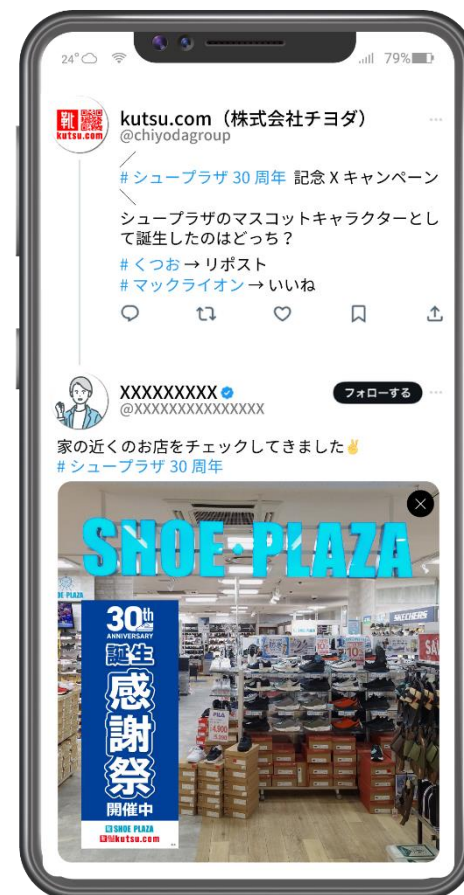 24°
79%
靴
kutsu.com
kutsu.com（株式会社チヨダ）
@chiyodagroup
#シュープラザ 30 周年 記念 X キャンペーン
シュープラザのマスコットキャラクターとし
て誕生したのはどっち？
#くつお → リポスト
#マックライオン → いいね
XXXXXXXXX
フォローする
@XXXXXXXXXXXXXXX
家の近くのお店をチェックしてきました✌
#シュープラザ 30 周年
SHOE・PLAZA
30th
ANNIVERSARY
誕生
感謝祭
開催中
SHOE PLAZA
kutsu.com
SKECHERS
FILA
4,900